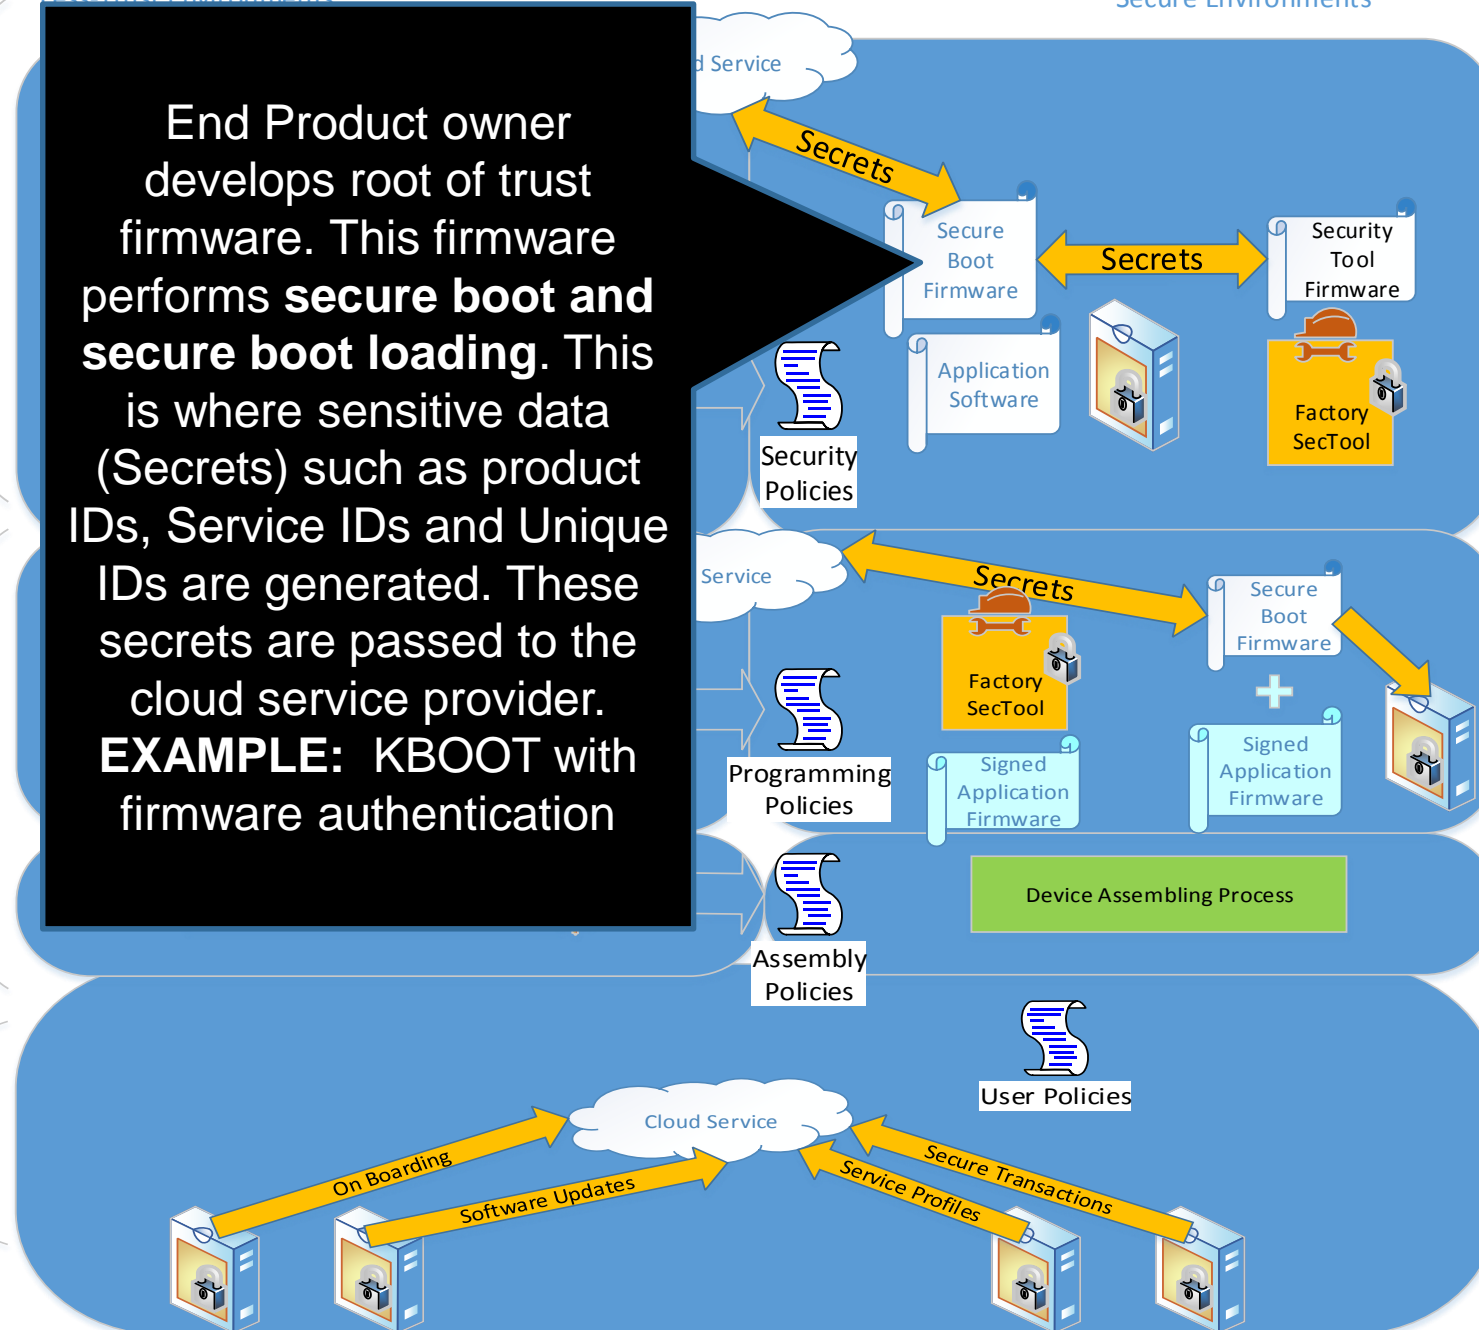 Secure Environments
d Service
End Product owner
develops root of trust
firmware. This firmware
performs secure boot and
secure boot loading. This
is where sensitive data
(Secrets) such as product
IDs, Service IDs and Unique
IDs are generated. These
secrets are passed to the
cloud service provider.
EXAMPLE: KBOOT with
firmware authentication
Secrets
Secure
Boot
Firmware
Secrets
Security
Tool
Firmware
Application
Software
Factory
SecTool
Security
Policies
Service
Secrets
Secure
Boot
Firmware
Factory
SecTool
Programming
Policies
Signed
Application
Firmware
Signed
Application
Firmware
Device Assembling Process
Assembly
Policies
User Policies
Cloud Service
On Boarding
Software Updates
Service Profiles
Secure Transactions